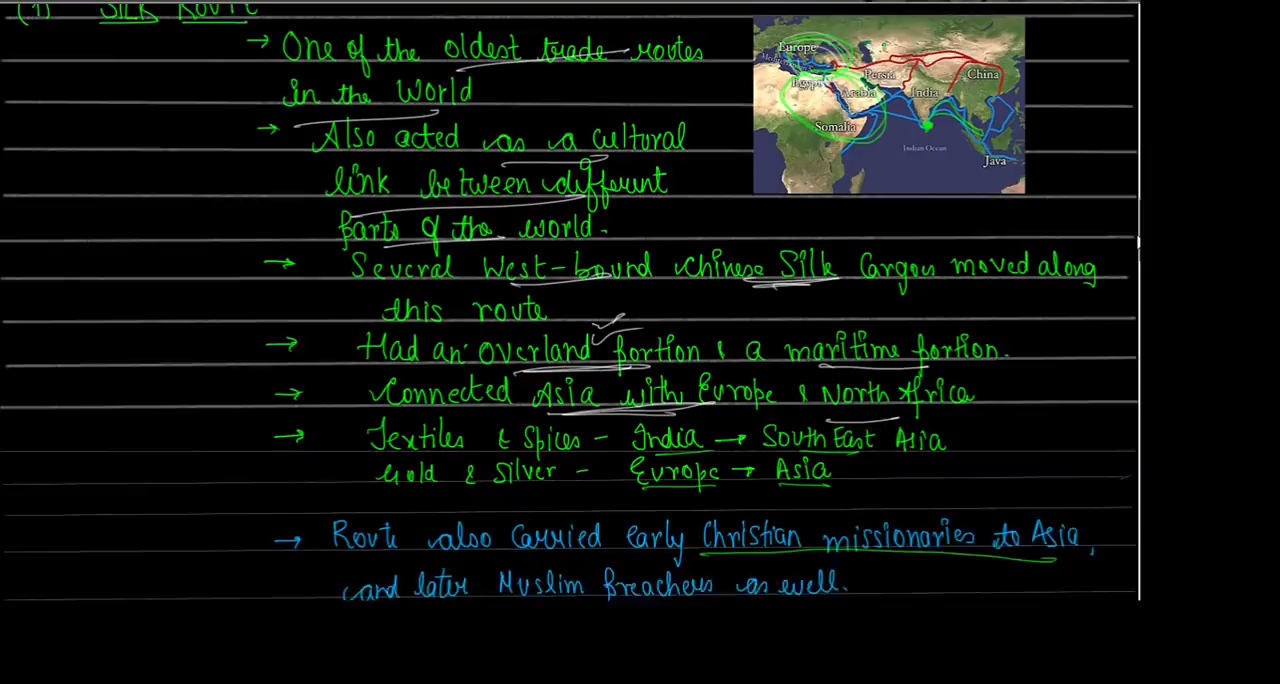 (1) SILK ROUTE
→ One of the oldest trade routes
in the World
→ Also acted as a cultural
link between different
parts of the world.
→ Several West-bound Chinese Silk Cargoes moved along
this route
→ Had an overland portion & a maritime portion.
→ Connected Asia with Europe & North Africa
→ Textiles & Spices - India → South East Asia
Gold & Silver - Europe → Asia
→ Route also carried early Christian missionaries to Asia,
and later Muslim Preachers as well.
Europe
Mediterranean
Egypt
Persia
China
Arabia
India
Somalia
Indian Ocean
Java